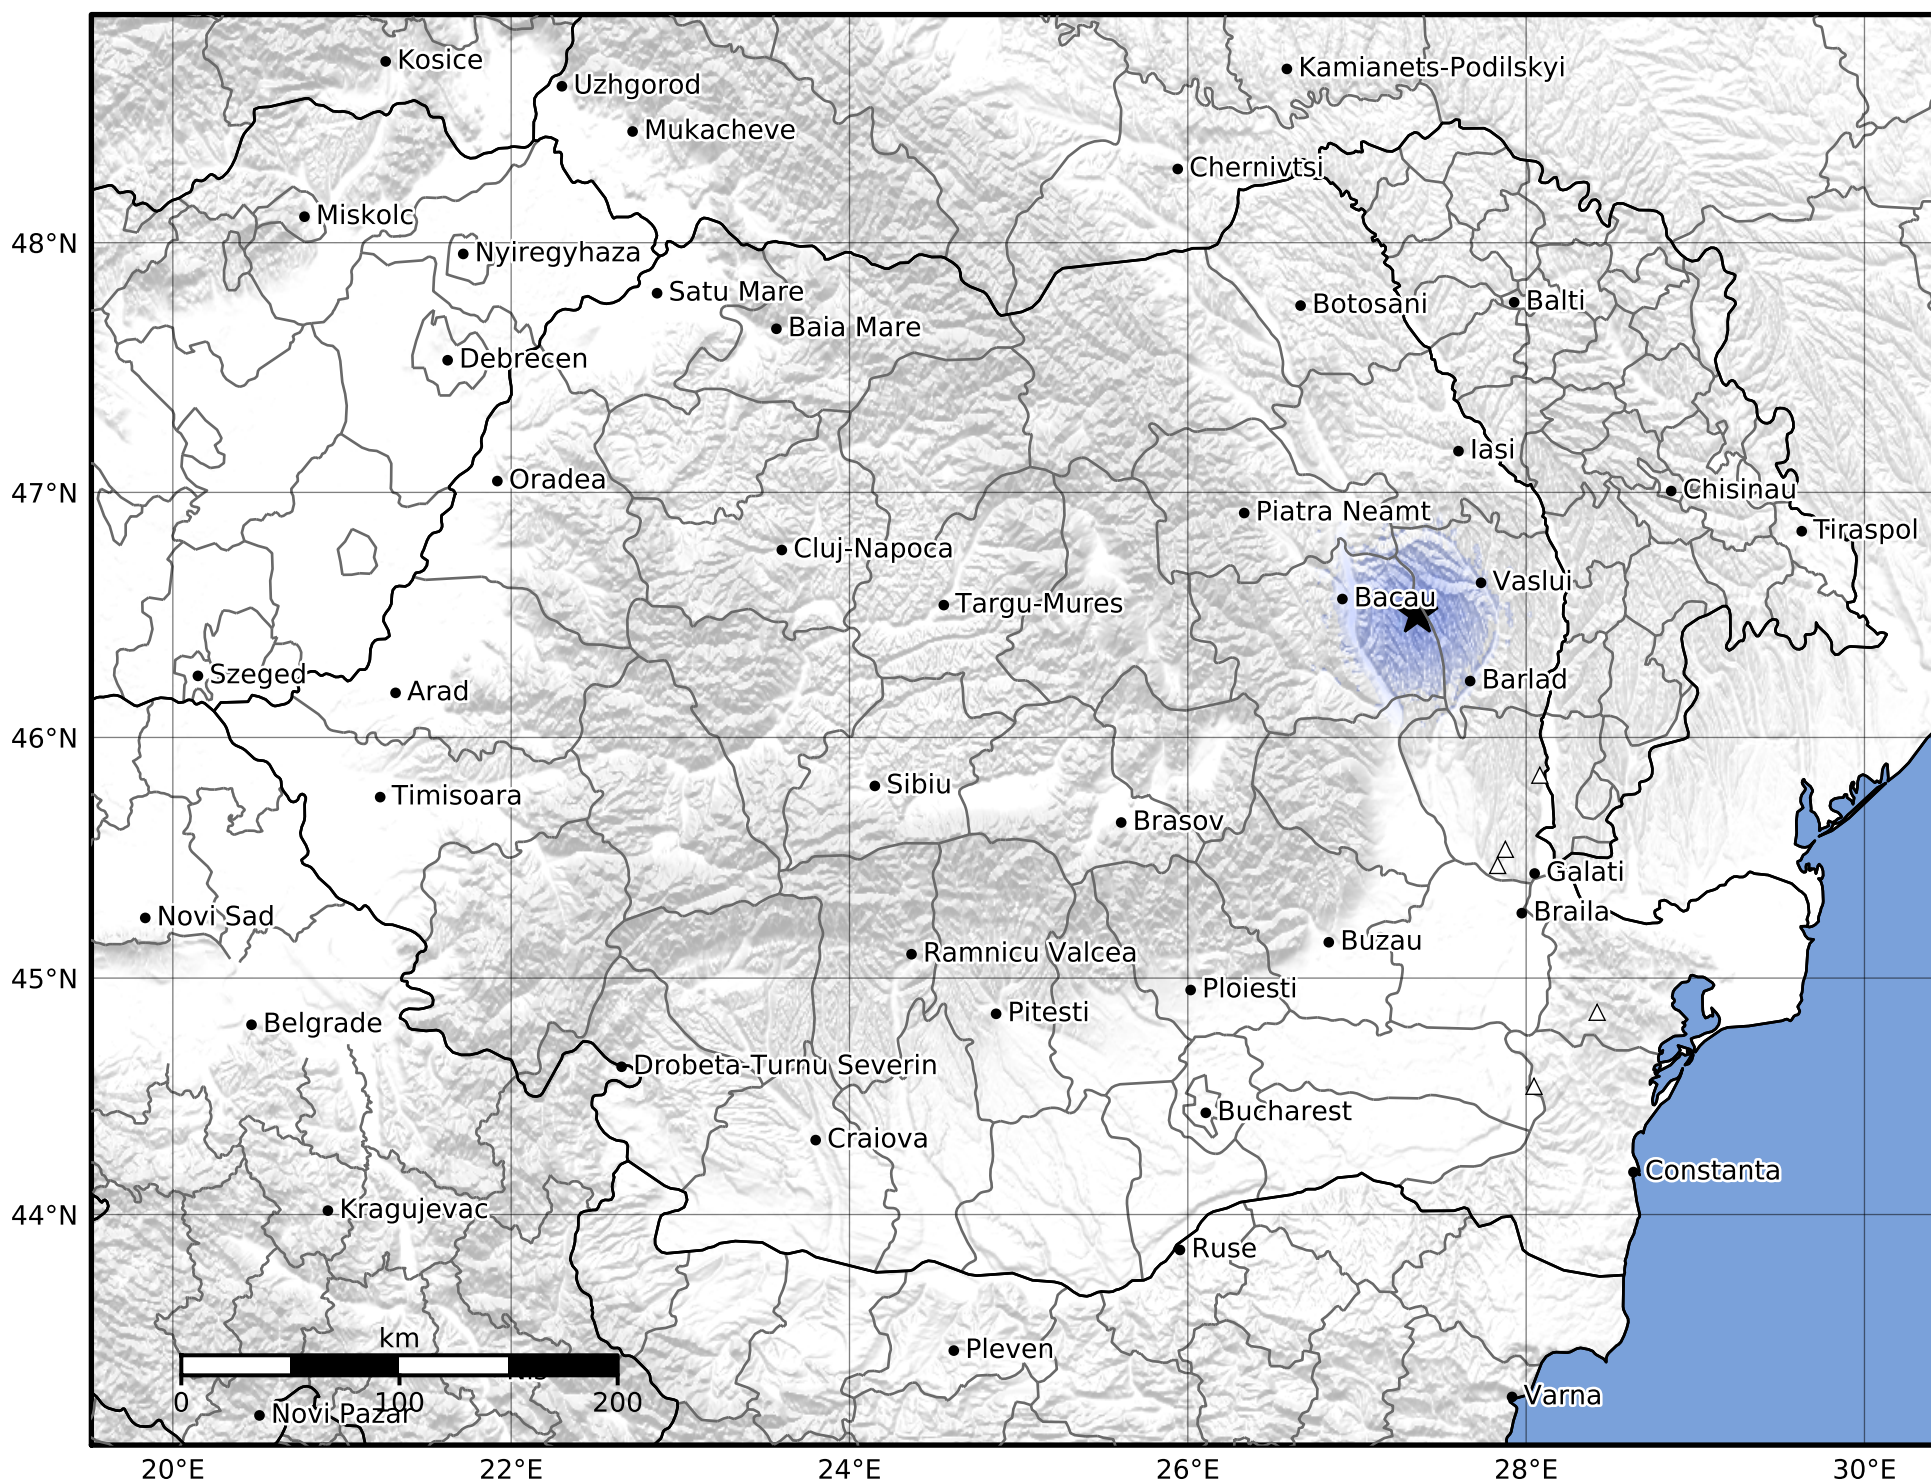 Kosice
Kamianets-Podilskyi
Uzhgorod
Mukacheve
Chernivtsi
Miskolc
48°N
Nyiregyhaza
Satu Mare
Botosani
Balti
Baia Mare
Debrecen
Iasi
Oradea
47°N
Chisinau
Piatra Neamt
Tiraspol
Cluj-Napoca
Vaslui
Bacau
Targu-Mures
Szeged
Barlad
Arad
46°N
Sibiu
Timisoara
Brasov
Galati
Braila
Novi Sad
Buzau
Ramnicu Valcea
45°N
Ploiesti
Pitesti
Belgrade
Drobeta-Turnu Severin
Bucharest
Craiova
Constanta
Kragujevac
44°N
Ruse
km
Pleven
0 100 200
Varna
Novi Pazar
20°E 22°E 24°E 26°E 28°E 30°E